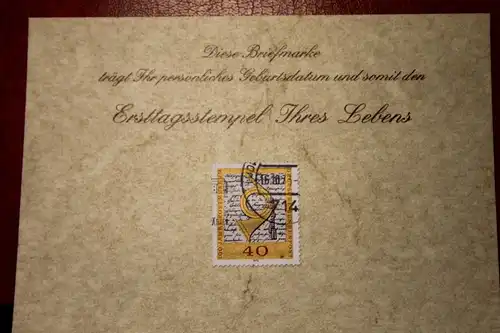 Diese Briefmarke
trägt Ihr persönliches Geburtsdatum und somit den
Ersttagsstempel Ihres Lebens
40